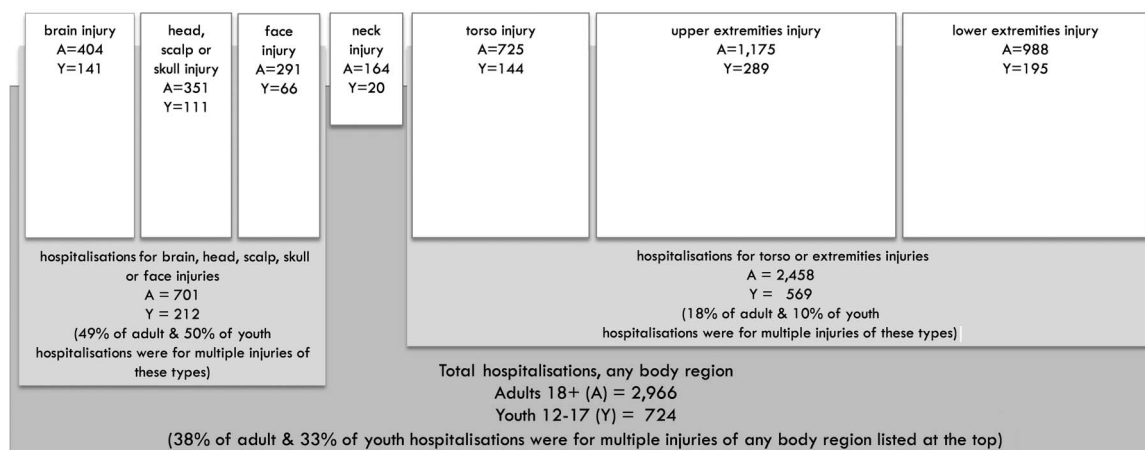 brain injury
A=404
Y=141
head,
scalp or
skull injury
A=351
Y=111
face
injury
A=291
Y=66
neck
injury
A=164
Y=20
torso injury
A=725
Y=144
upper extremities injury
A=1,175
Y=289
lower extremities injury
A=988
Y=195
hospitalisations for brain, head, scalp, skull
or face injuries
A = 701
Y = 212
(49% of adult & 50% of youth
hospitalisations were for multiple injuries of
these types)
hospitalisations for torso or extremities injuries
A = 2,458
Y = 569
(18% of adult & 10% of youth
hospitalisations were for multiple injuries of these types)
Total hospitalisations, any body region
Adults 18+ (A) = 2,966
Youth 12-17 (Y) = 724
(38% of adult & 33% of youth hospitalisations were for multiple injuries of any body region listed at the top)